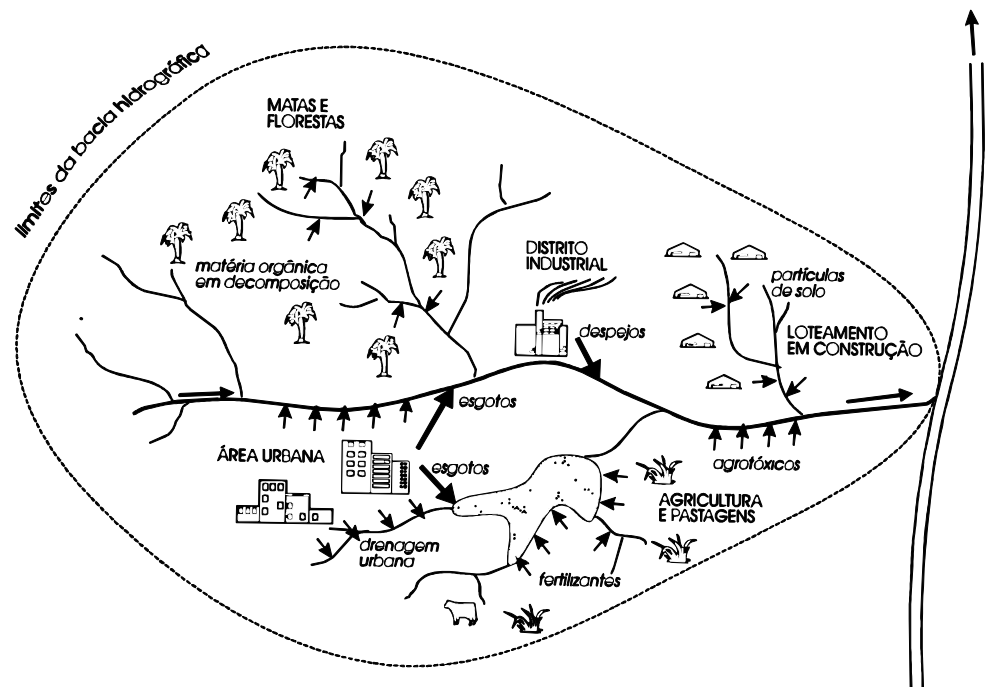 limites da bacia hidrográfica
MATAS E
FLORESTAS
matéria orgânica
em decomposição
DISTRITO
INDUSTRIAL
despejos
partículas
de solo
LOTEAMENTO
EM CONSTRUÇÃO
esgotos
ÁREA URBANA
esgotos
agrotóxicos
AGRICULTURA
E PASTAGENS
drenagem
urbana
fertilizantes